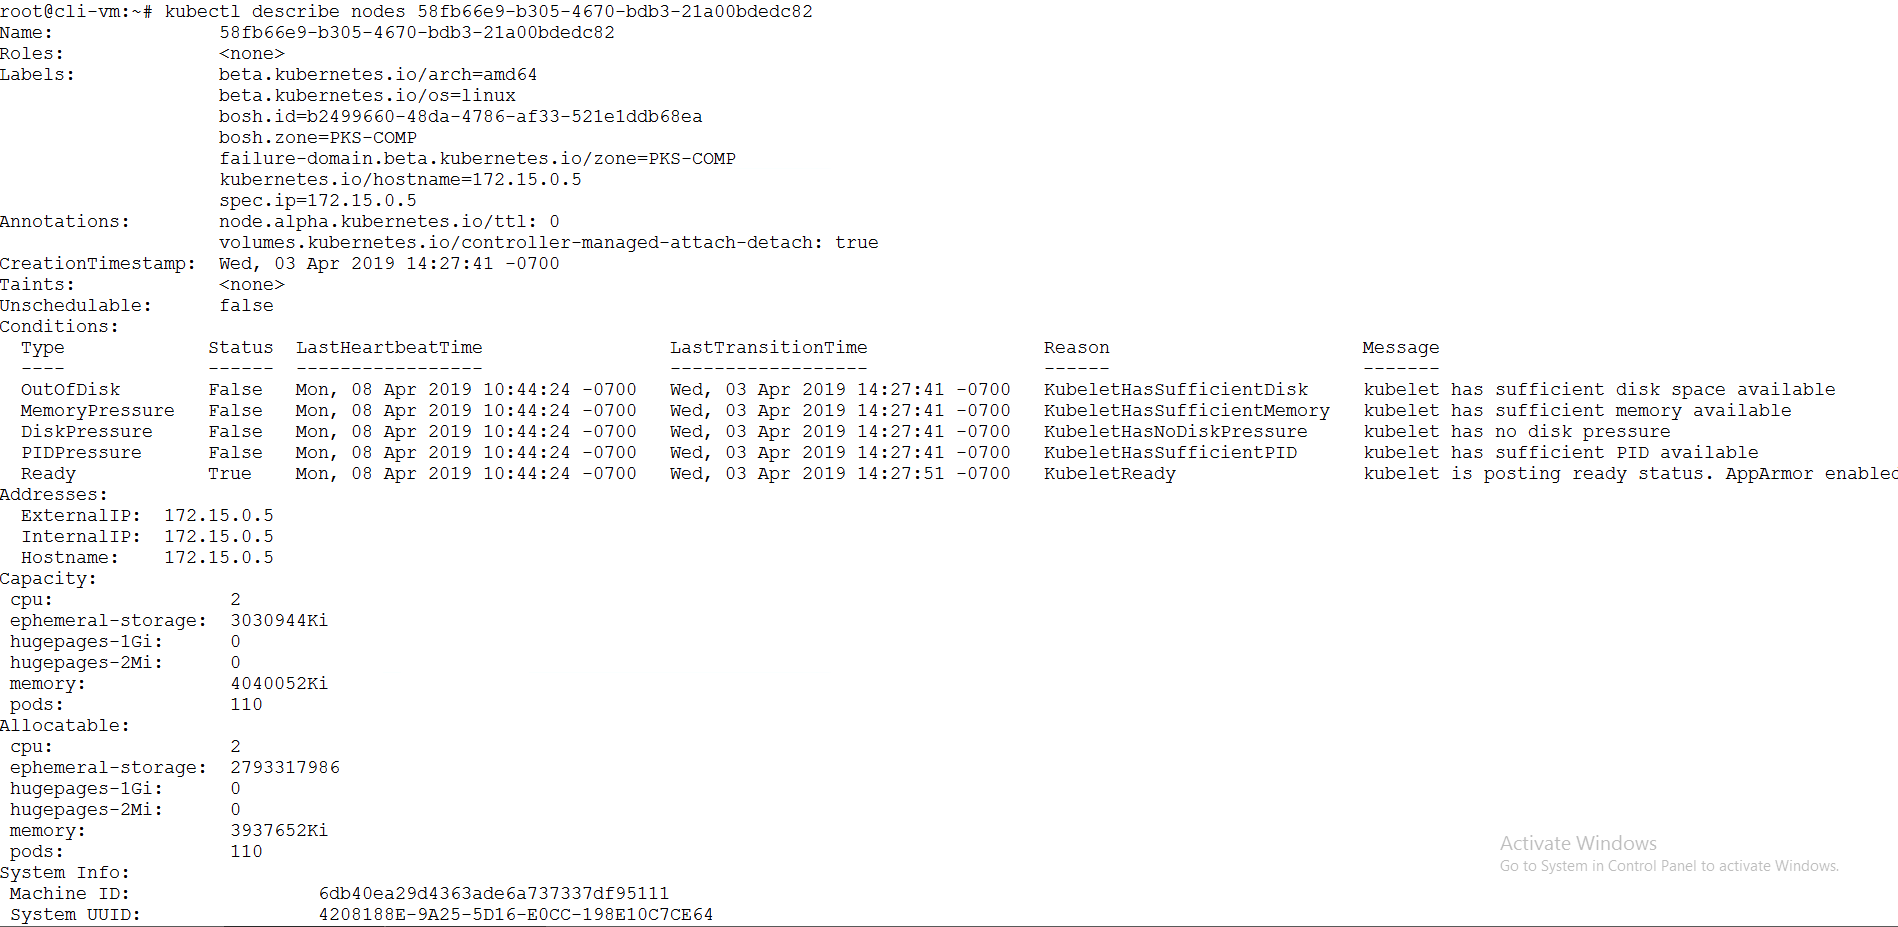 root@cli-vm:~# kubectl describe nodes 58fb66e9-b305-4670-bdb3-21a00bdedc82
Name:               58fb66e9-b305-4670-bdb3-21a00bdedc82
Roles:              <none>
Labels:             beta.kubernetes.io/arch=amd64
                    beta.kubernetes.io/os=linux
                    bosh.id=b2499660-48da-4786-af33-521e1ddb68ea
                    bosh.zone=PKS-COMP
                    failure-domain.beta.kubernetes.io/zone=PKS-COMP
                    kubernetes.io/hostname=172.15.0.5
                    spec.ip=172.15.0.5
Annotations:        node.alpha.kubernetes.io/ttl: 0
                    volumes.kubernetes.io/controller-managed-attach-detach: true
CreationTimestamp:  Wed, 03 Apr 2019 14:27:41 -0700
Taints:             <none>
Unschedulable:      false
Conditions:
  Type             Status  LastHeartbeatTime                 LastTransitionTime                Reason                       Message
  ----             ------  -----------------                 ------------------                ------                       -------
  OutOfDisk        False   Mon, 08 Apr 2019 10:44:24 -0700   Wed, 03 Apr 2019 14:27:41 -0700   KubeletHasSufficientDisk     kubelet has sufficient disk space available
  MemoryPressure   False   Mon, 08 Apr 2019 10:44:24 -0700   Wed, 03 Apr 2019 14:27:41 -0700   KubeletHasSufficientMemory   kubelet has sufficient memory available
  DiskPressure     False   Mon, 08 Apr 2019 10:44:24 -0700   Wed, 03 Apr 2019 14:27:41 -0700   KubeletHasNoDiskPressure     kubelet has no disk pressure
  PIDPressure      False   Mon, 08 Apr 2019 10:44:24 -0700   Wed, 03 Apr 2019 14:27:41 -0700   KubeletHasSufficientPID      kubelet has sufficient PID available
  Ready            True    Mon, 08 Apr 2019 10:44:24 -0700   Wed, 03 Apr 2019 14:27:51 -0700   KubeletReady                 kubelet is posting ready status. AppArmor enabled
Addresses:
  ExternalIP:  172.15.0.5
  InternalIP:  172.15.0.5
  Hostname:    172.15.0.5
Capacity:
 cpu:                2
 ephemeral-storage:  3030944Ki
 hugepages-1Gi:      0
 hugepages-2Mi:      0
 memory:             4040052Ki
 pods:               110
Allocatable:
 cpu:                2
 ephemeral-storage:  2793317986
 hugepages-1Gi:      0
 hugepages-2Mi:      0
 memory:             3937652Ki
 pods:               110
System Info:
 Machine ID:                 6db40ea29d4363ade6a737337df95111
 System UUID:                4208188E-9A25-5D16-E0CC-198E10C7CE64
Activate Windows
Go to System in Control Panel to activate Windows.